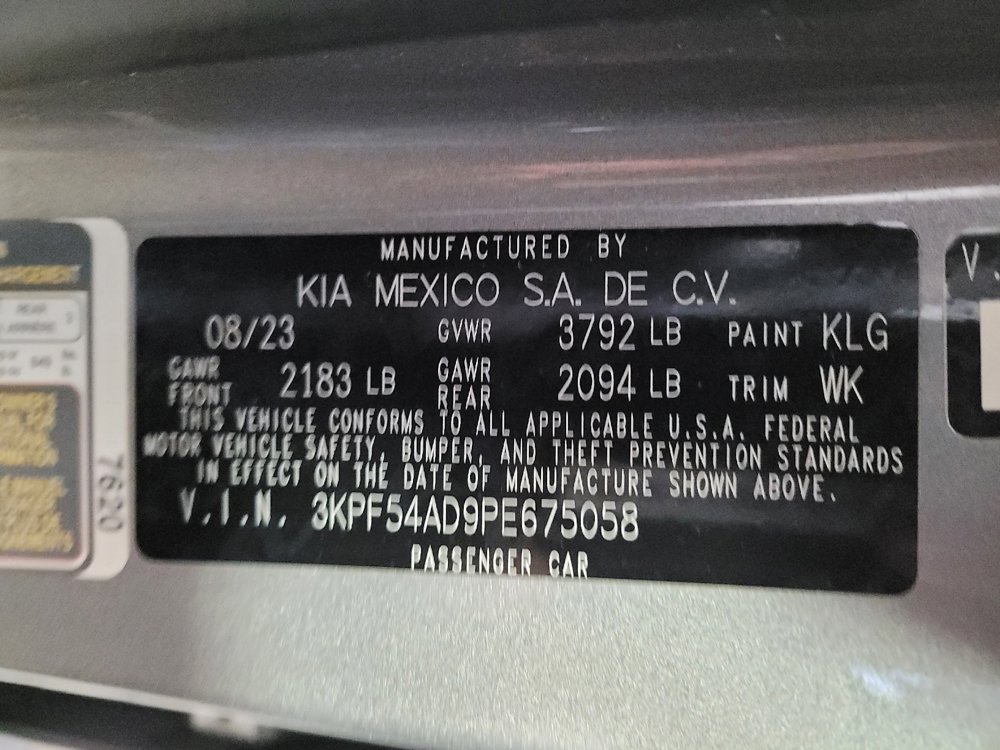 MANUFACTURED BY
KIA MEXICO S.A. DE C.V.
08/23 GVWR 3792 LB PAINT KLG
GAWR FRONT 2183 LB GAWR REAR 2094 LB TRIM WK
THIS VEHICLE CONFORMS TO ALL APPLICABLE U.S.A. FEDERAL
MOTOR VEHICLE SAFETY, BUMPER, AND THEFT PREVENTION STANDARDS
IN EFFECT ON THE DATE OF MANUFACTURE SHOWN ABOVE.
V.I.N. 3KPF54AD9PE675058
PASSENGER CAR
7620
REAR
V